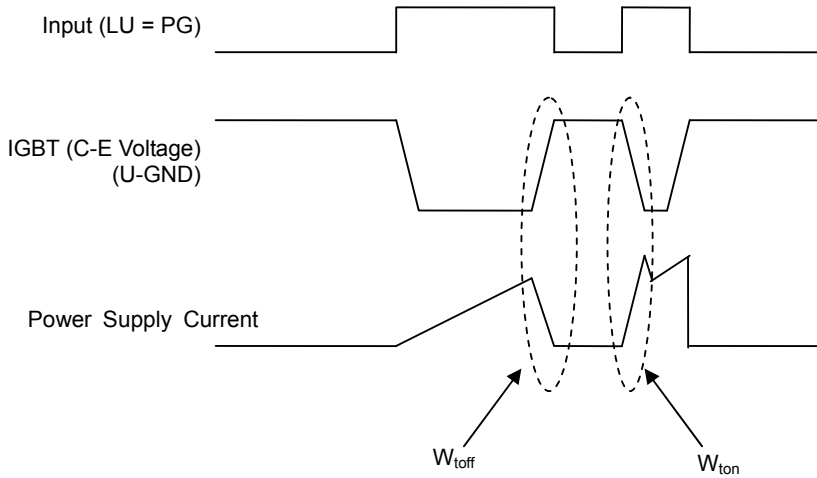 Input (LU = PG)
IGBT (C-E Voltage)
(U-GND)
Power Supply Current
Wtoff
Wton